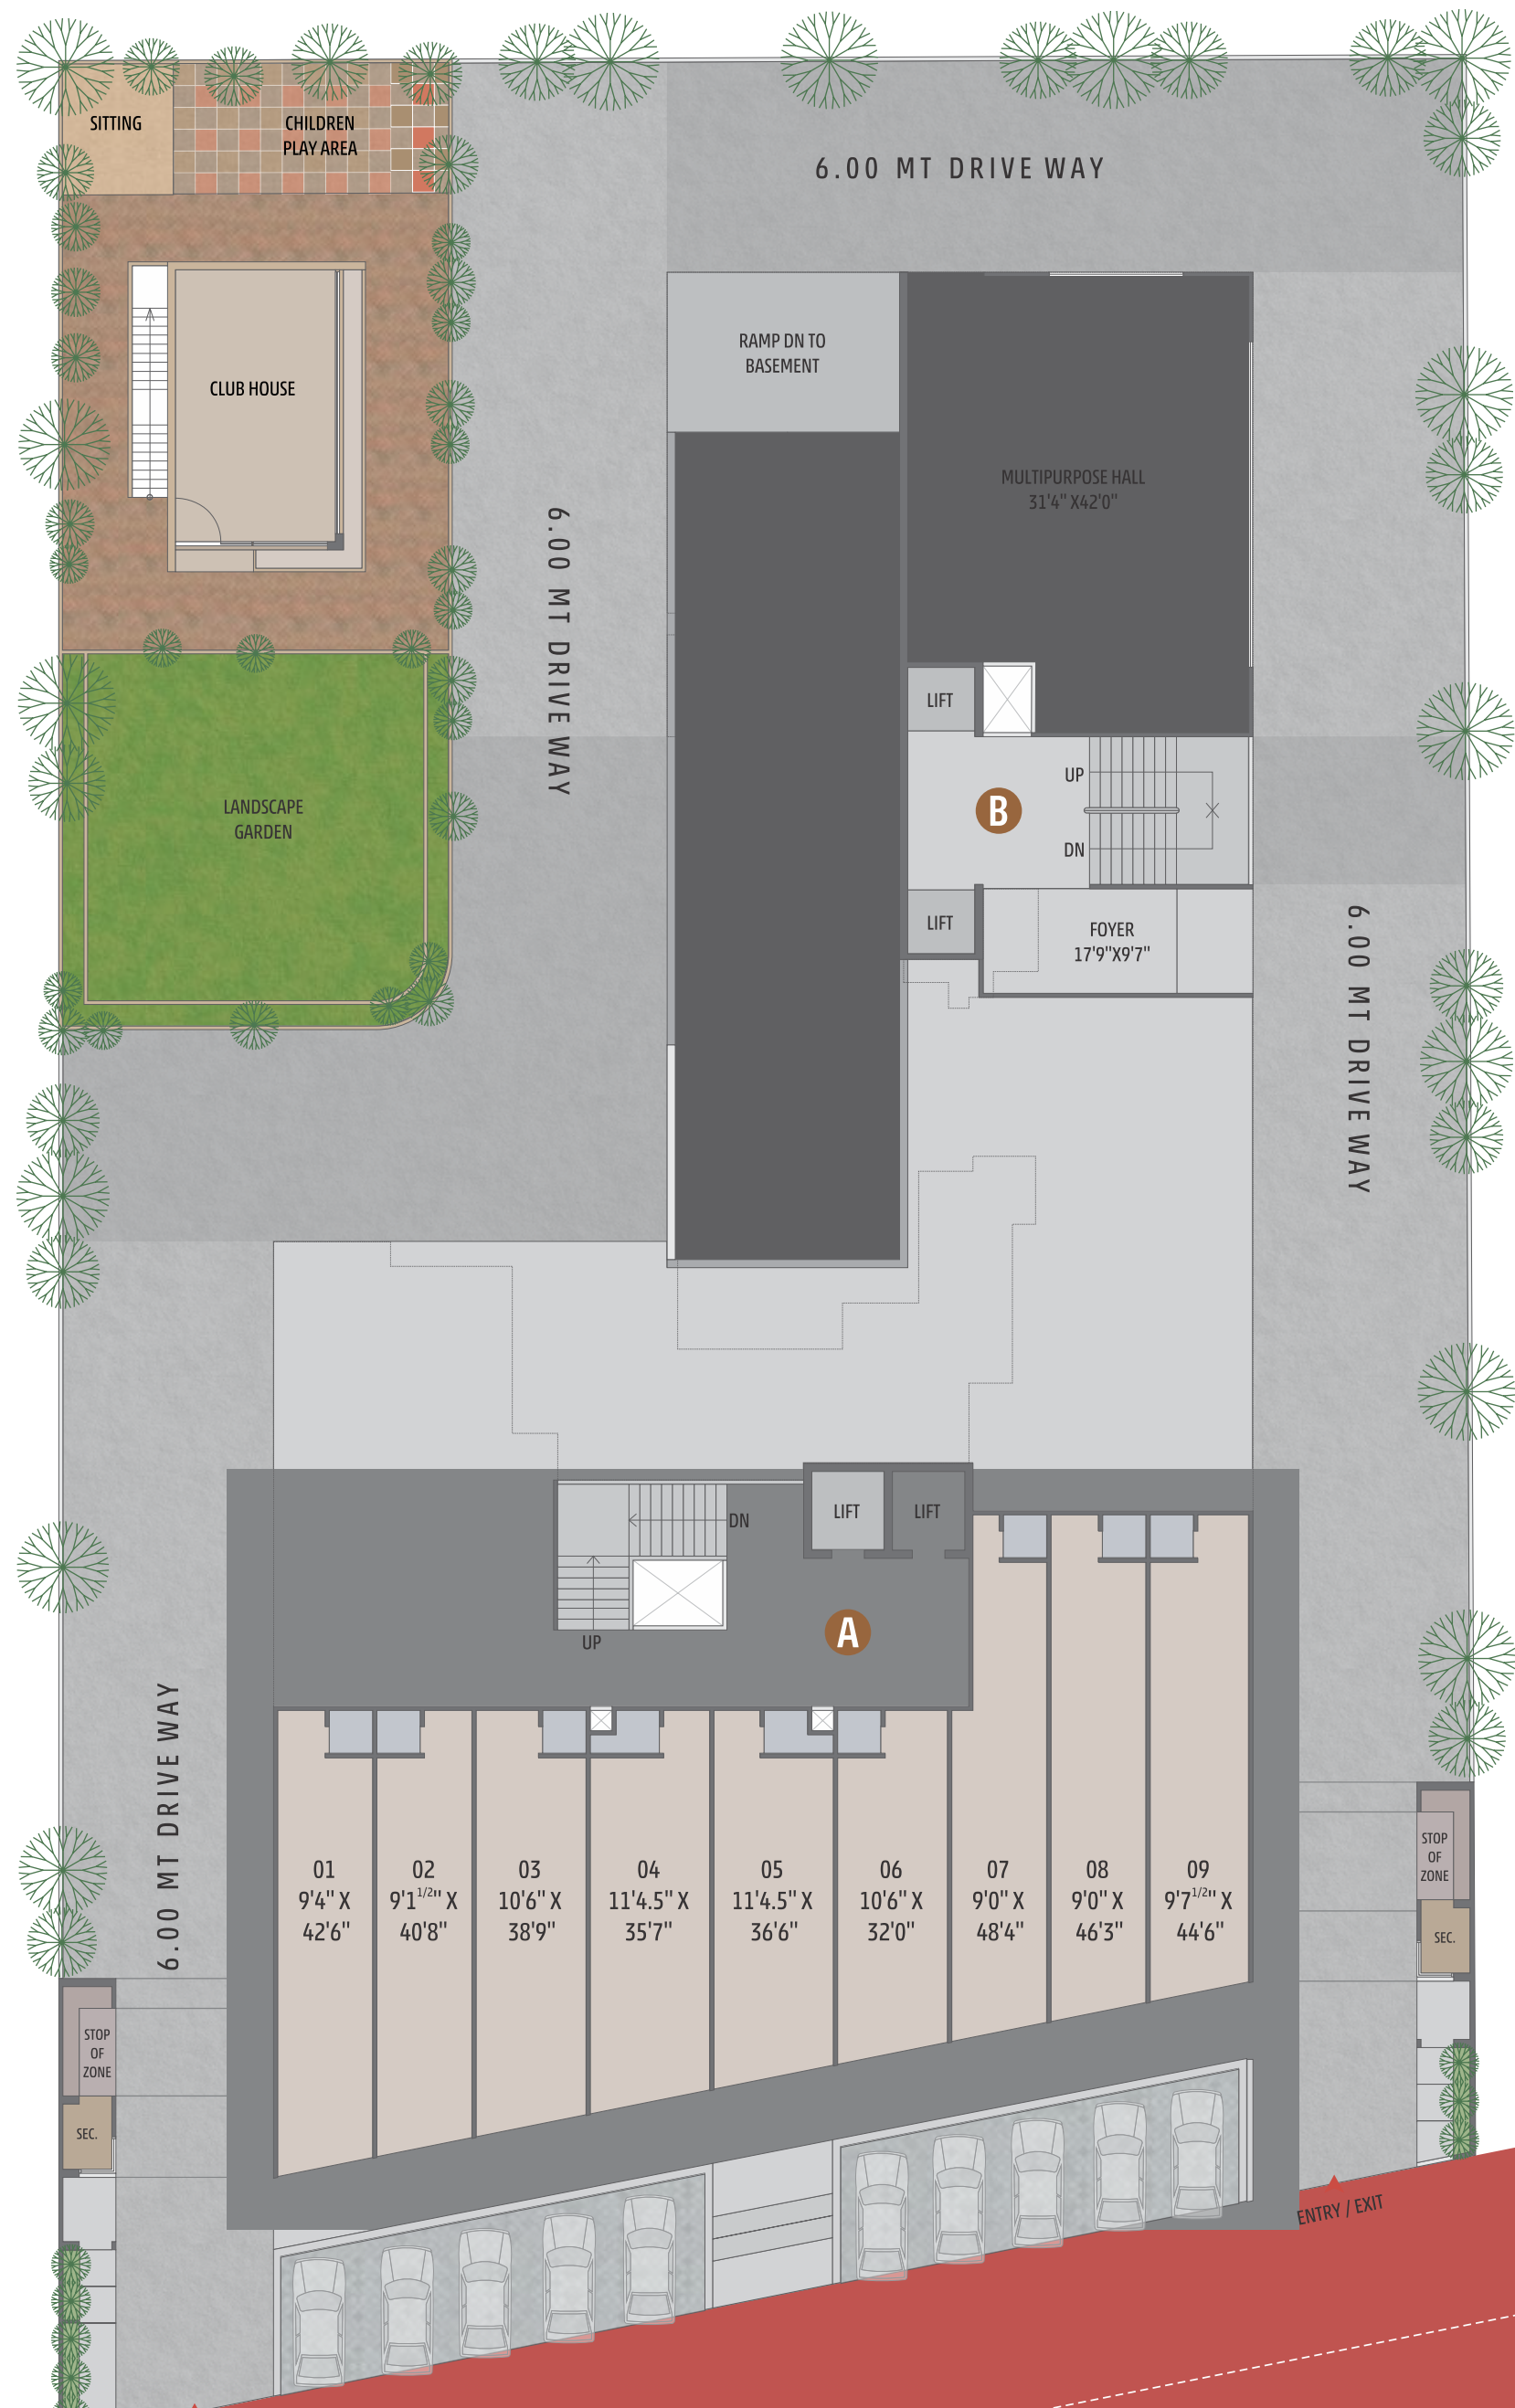 SITTING
CHILDREN
PLAY AREA
6.00 MT DRIVE WAY
RAMP DN TO
BASEMENT
CLUB HOUSE
MULTIPURPOSE HALL
31'4" X42'0"
6.00 MT DRIVE WAY
LIFT
UP
B
DN
LANDSCAPE
GARDEN
LIFT
FOYER
17'9"X9'7"
6.00 MT DRIVE WAY
LIFT
LIFT
DN
A
UP
6.00 MT DRIVE WAY
01
9'4" X
42'6"
02
9'1 1/2" X
40'8"
03
10'6" X
38'9"
04
11'4.5" X
35'7"
05
11'4.5" X
36'6"
06
10'6" X
32'0"
07
9'0" X
48'4"
08
9'0" X
46'3"
09
9'7 1/2" X
44'6"
STOP
OF
ZONE
SEC.
STOP
OF
ZONE
SEC.
ENTRY / EXIT